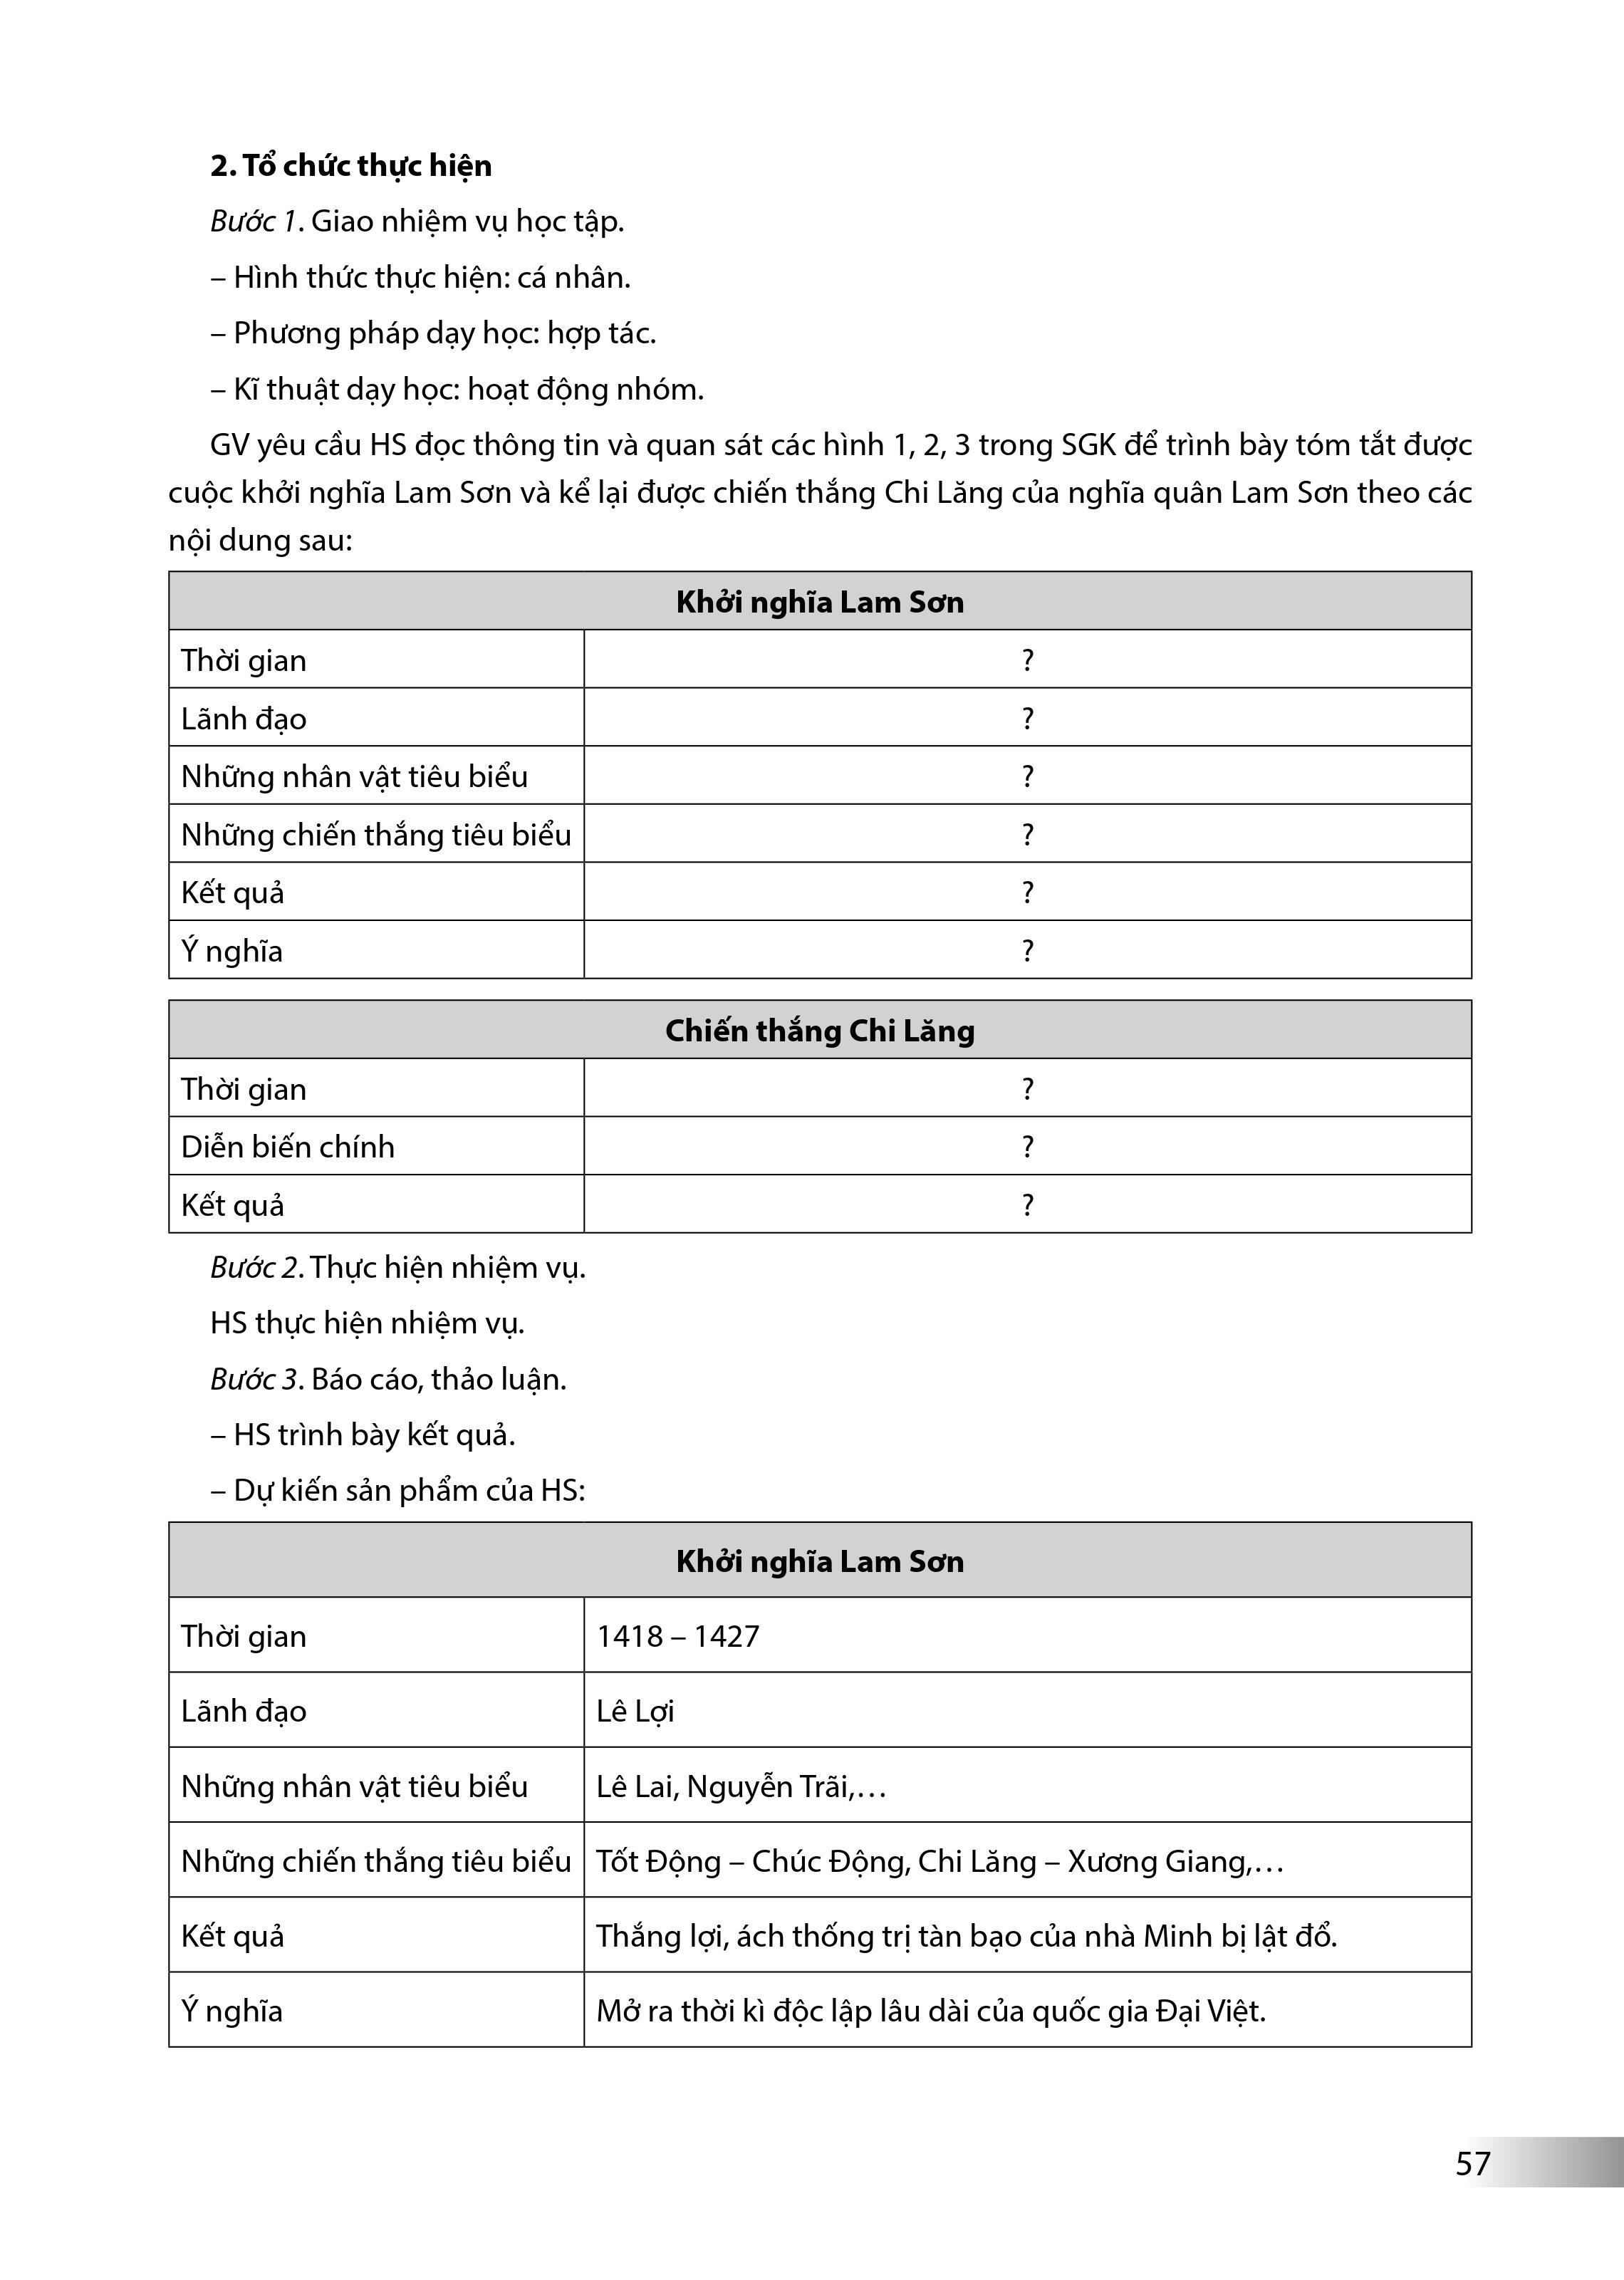 2. Tổ chức thực hiện
Bước 1. Giao nhiệm vụ học tập.
– Hình thức thực hiện: cá nhân.
– Phương pháp dạy học: hợp tác.
– Kĩ thuật dạy học: hoạt động nhóm.
GV yêu cầu HS đọc thông tin và quan sát các hình 1, 2, 3 trong SGK để trình bày tóm tắt được
cuộc khởi nghĩa Lam Sơn và kể lại được chiến thắng Chi Lăng của nghĩa quân Lam Sơn theo các
nội dung sau:
Khởi nghĩa Lam Sơn
Thời gian ?
Lãnh đạo ?
Những nhân vật tiêu biểu ?
Những chiến thắng tiêu biểu ?
Kết quả ?
Ý nghĩa ?
Chiến thắng Chi Lăng
Thời gian ?
Diễn biến chính ?
Kết quả ?
Bước 2. Thực hiện nhiệm vụ.
HS thực hiện nhiệm vụ.
Bước 3. Báo cáo, thảo luận.
– HS trình bày kết quả.
– Dự kiến sản phẩm của HS:
Khởi nghĩa Lam Sơn
Thời gian 1418 – 1427
Lãnh đạo Lê Lợi
Những nhân vật tiêu biểu Lê Lai, Nguyễn Trãi,…
Những chiến thắng tiêu biểu Tốt Động – Chúc Động, Chi Lăng – Xương Giang,…
Kết quả Thắng lợi, ách thống trị tàn bạo của nhà Minh bị lật đổ.
Ý nghĩa Mở ra thời kì độc lập lâu dài của quốc gia Đại Việt.
57